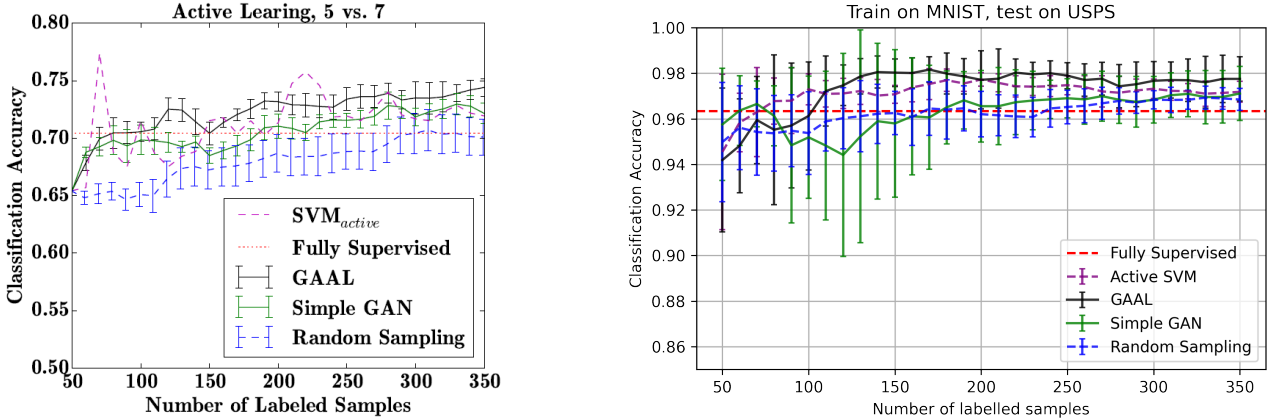 Active Learing, 5 vs. 7
0.80
0.75
0.70
0.65
0.60
0.55
0.50
Classification Accuracy
50 100 150 200 250 300 350
Number of Labeled Samples
SVMactive
Fully Supervised
GAAL
Simple GAN
Random Sampling
Train on MNIST, test on USPS
1.00
0.98
0.96
0.94
0.92
0.90
0.88
0.86
Classification Accuracy
50 100 150 200 250 300 350
Number of labelled samples
Fully Supervised
Active SVM
GAAL
Simple GAN
Random Sampling